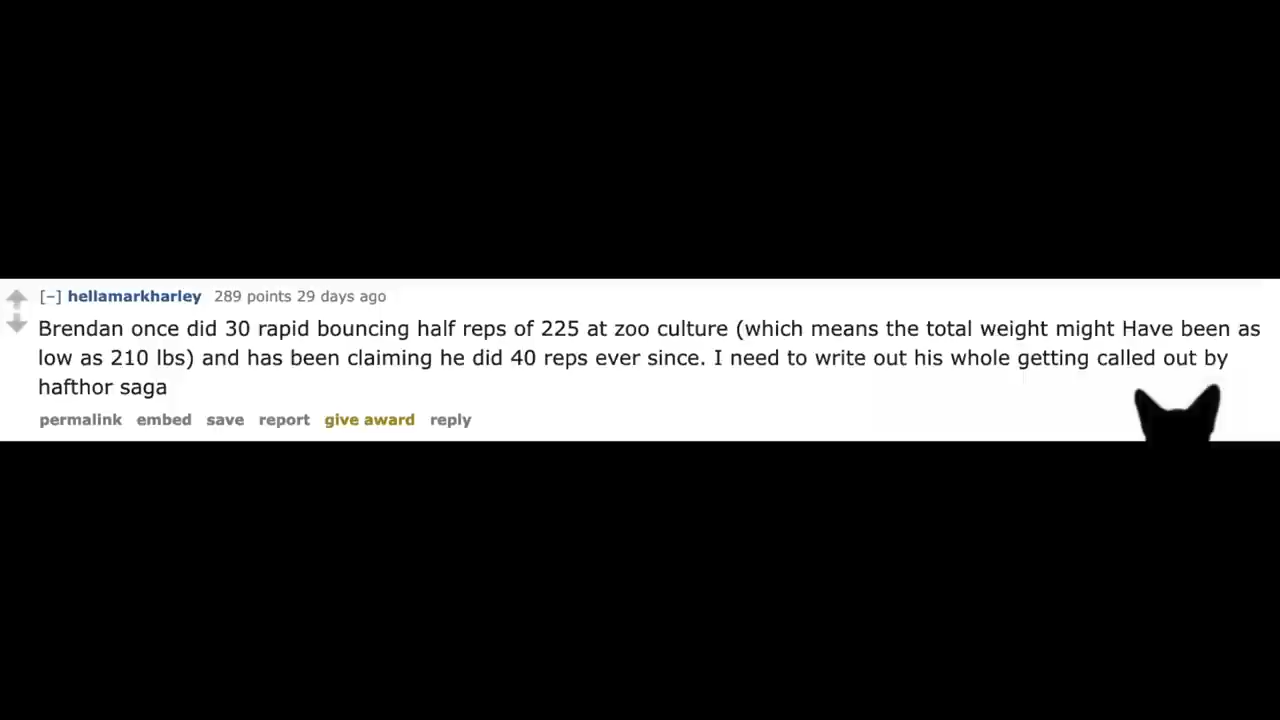 [–] hellamarkharley 289 points 29 days ago
Brendan once did 30 rapid bouncing half reps of 225 at zoo culture (which means the total weight might Have been as
low as 210 lbs) and has been claiming he did 40 reps ever since. I need to write out his whole getting called out by
hafthor saga
permalink embed save report give award reply